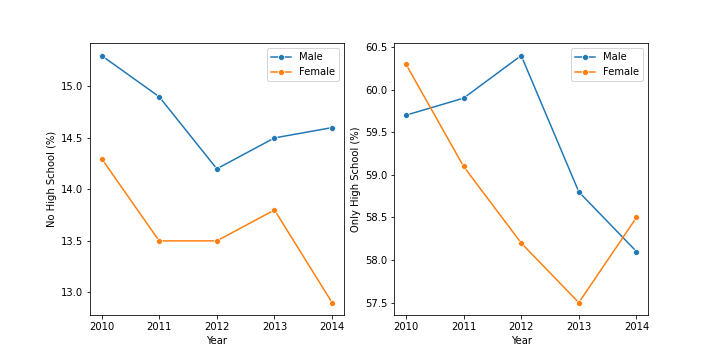 No High School (%)
15.0
14.5
14.0
13.5
13.0
2010 2011 2012 2013 2014
Year
Male
Female
Only High School (%)
60.5
60.0
59.5
59.0
58.5
58.0
57.5
2010 2011 2012 2013 2014
Year
Male
Female